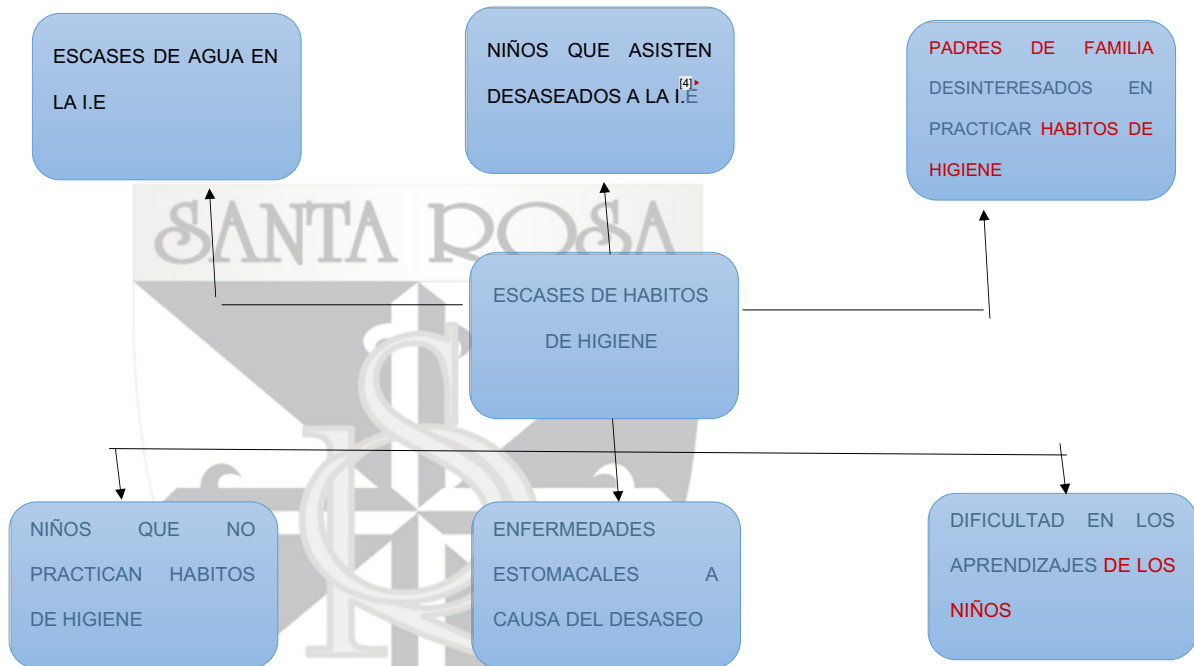 ESCASES DE AGUA EN
LA I.E
NIÑOS QUE ASISTEN
DESASEADOS A LA I.E
[4]
PADRES DE FAMILIA
DESINTERESADOS EN
PRACTICAR HABITOS DE
HIGIENE
SANTA ROSA
ESCASES DE HABITOS
DE HIGIENE
NIÑOS QUE NO
PRACTICAN HABITOS
DE HIGIENE
ENFERMEDADES
ESTOMACALES A
CAUSA DEL DESASEO
DIFICULTAD EN LOS
APRENDIZAJES DE LOS
NIÑOS